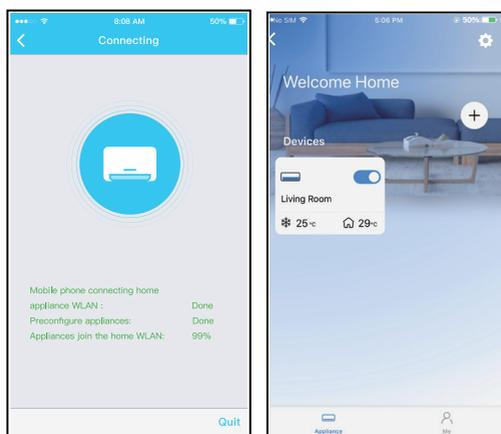 8:08 AM 50%
Connecting
Mobile phone connecting home
appliance WLAN : Done
Preconfigure appliances: Done
Appliances join the home WLAN: 99%
Quit
No SIM 5:06 PM 50%
Welcome Home
Devices
Living Room
25°C 29°C
Appliance Me